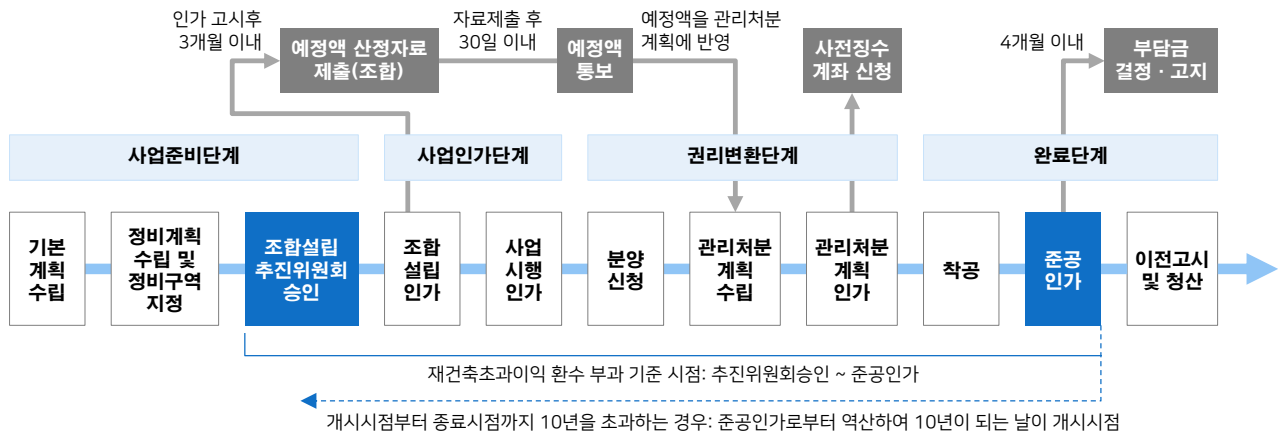 인가 고시후
3개월 이내
예정액 산정자료
제출(조합)
자료제출 후
30일 이내
예정액
통보
예정액을 관리처분
계획에 반영
사전징수
계좌 신청
4개월 이내
부담금
결정 · 고지
사업준비단계
사업인가단계
권리변환단계
완료단계
기본
계획
수립
정비계획
수립 및
정비구역
지정
조합설립
추진위원회
승인
조합
설립
인가
사업
시행
인가
분양
신청
관리처분
계획
수립
관리처분
계획
인가
착공
준공
인가
이전고시
및 청산
재건축초과이익 환수 부과 기준 시점: 추진위원회승인 ~ 준공인가
개시시점부터 종료시점까지 10년을 초과하는 경우: 준공인가로부터 역산하여 10년이 되는 날이 개시시점